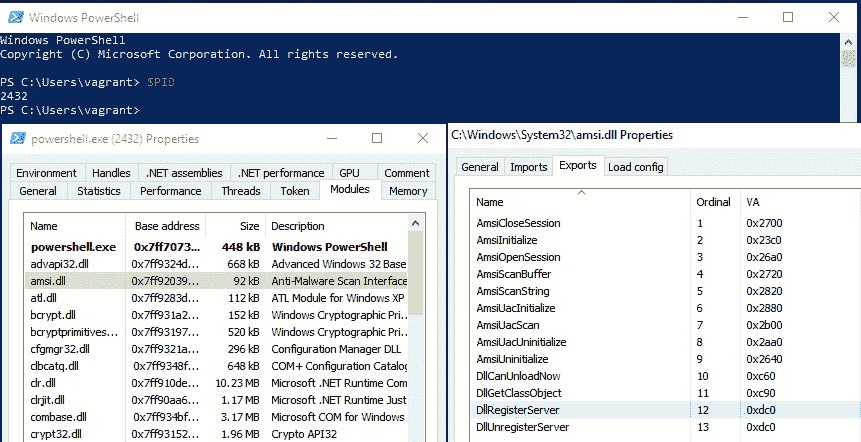 Windows PowerShell
Windows PowerShell
Copyright (C) Microsoft Corporation. All rights reserved.
PS C:\Users\vagrant> $PID
2432
PS C:\Users\vagrant>
powershell.exe (2432) Properties
Environment Handles .NET assemblies .NET performance GPU Comment
General Statistics Performance Threads Token Modules Memory
Name Base address Size Description
powershell.exe 0x7ff7073... 448 kB Windows PowerShell
advapi32.dll 0x7ff9324d... 668 kB Advanced Windows 32 Base
amsi.dll 0x7ff92039... 92 kB Anti-Malware Scan Interface
atl.dll 0x7ff9283d... 112 kB ATL Module for Windows XP
bcrypt.dll 0x7ff931a2... 152 kB Windows Cryptographic Pri...
bcryptprimitives... 0x7ff93197... 520 kB Windows Cryptographic Pri...
cfgmgr32.dll 0x7ff9321a... 296 kB Configuration Manager DLL
clbcatq.dll 0x7ff9348f... 648 kB COM+ Configuration Catalog
clr.dll 0x7ff910de... 10.23 MB Microsoft .NET Runtime Com
clrjit.dll 0x7ff90aa6... 1.17 MB Microsoft .NET Runtime Just
combase.dll 0x7ff934bf... 3.17 MB Microsoft COM for Windows
crypt32.dll 0x7ff93152... 1.96 MB Crypto API32
C:\Windows\System32\amsi.dll Properties
General Imports Exports Load config
Name Ordinal VA
AmsiCloseSession 1 0x2700
AmsiInitialize 2 0x23c0
AmsiOpenSession 3 0x26a0
AmsiScanBuffer 4 0x2720
AmsiScanString 5 0x2820
AmsiUacInitialize 6 0x2880
AmsiUacScan 7 0x2b00
AmsiUacUninitialize 8 0x2aa0
AmsiUninitialize 9 0x2640
DllCanUnloadNow 10 0xc60
DllGetClassObject 11 0xc90
DllRegisterServer 12 0xdc0
DllUnregisterServer 13 0xdc0